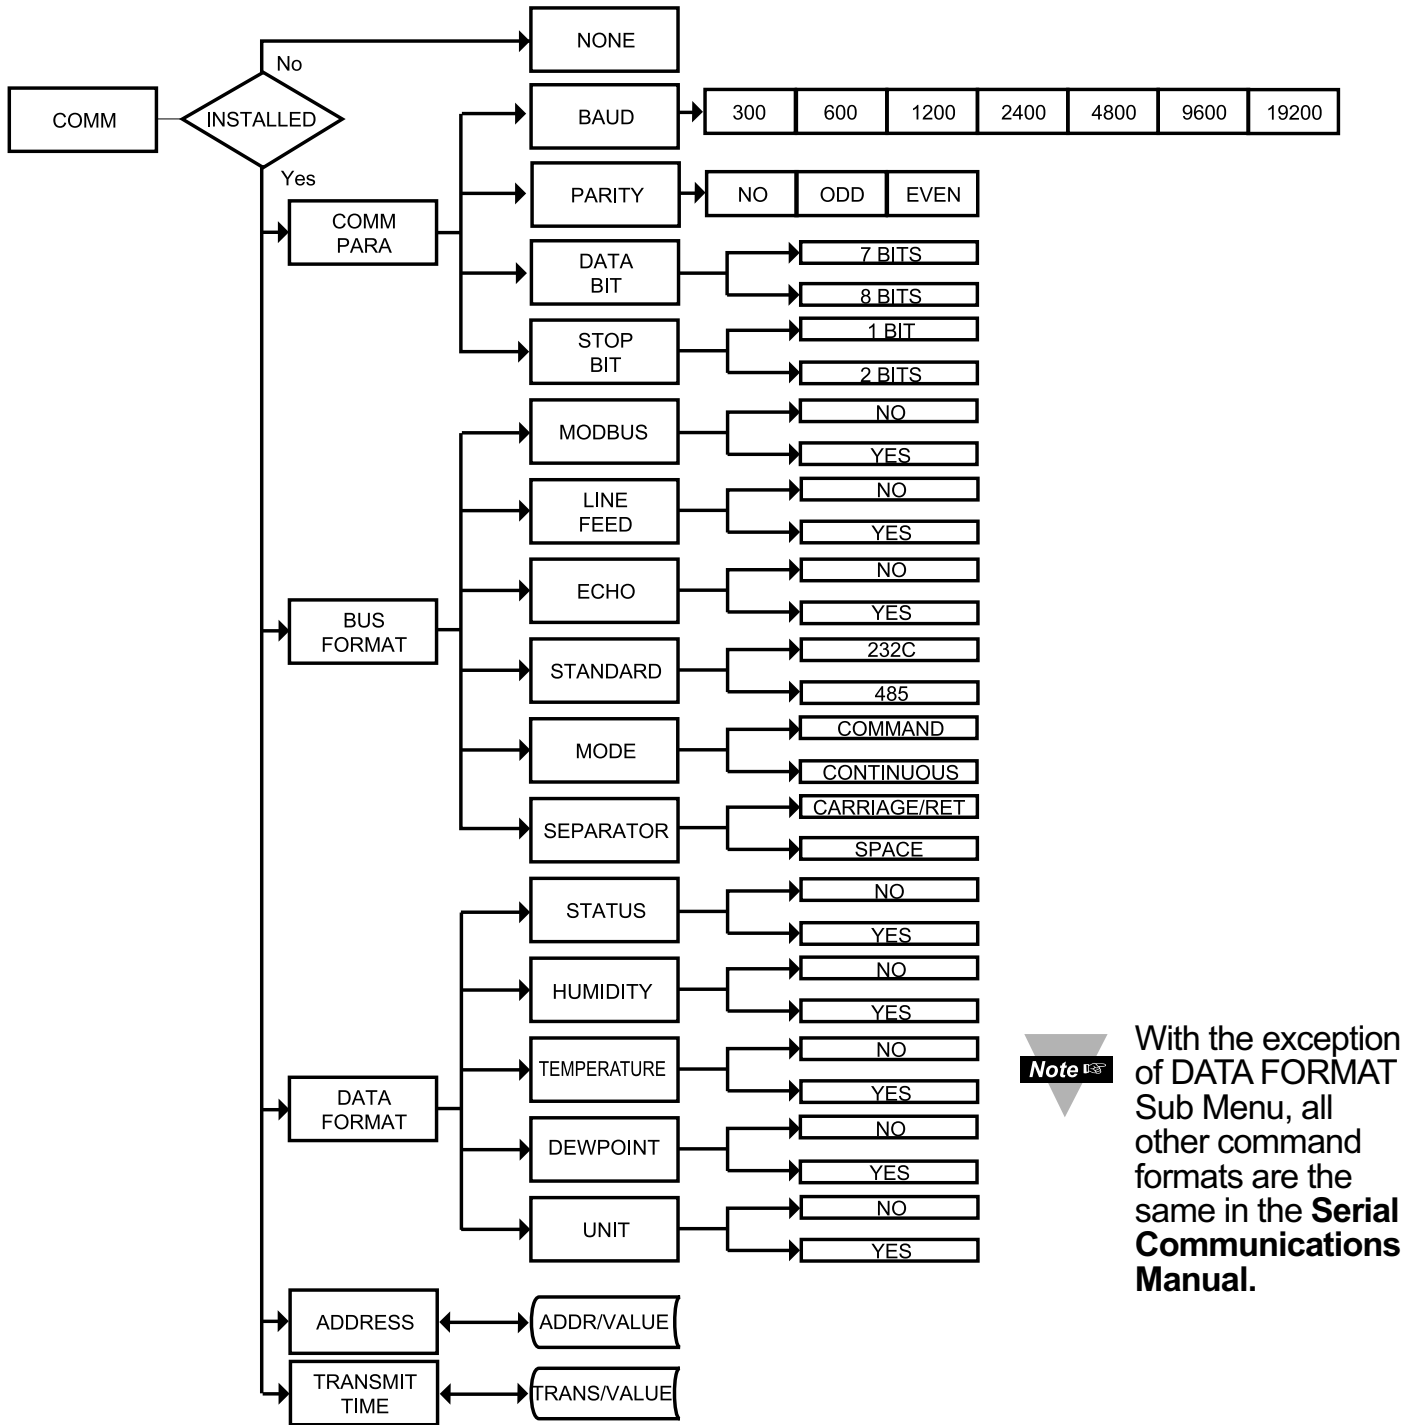 NONE
No
COMM
INSTALLED
Yes
BAUD
300 600 1200 2400 4800 9600 19200
PARITY
NO ODD EVEN
COMM
PARA
DATA
BIT
7 BITS
8 BITS
STOP
BIT
1 BIT
2 BITS
MODBUS
NO
YES
LINE
FEED
NO
YES
ECHO
NO
YES
BUS
FORMAT
STANDARD
232C
485
MODE
COMMAND
CONTINUOUS
SEPARATOR
CARRIAGE/RET
SPACE
STATUS
NO
YES
HUMIDITY
NO
YES
TEMPERATURE
NO
YES
DATA
FORMAT
DEWPOINT
NO
YES
UNIT
NO
YES
ADDRESS
ADDR/VALUE
TRANSMIT
TIME
TRANS/VALUE
Note
With the exception
of DATA FORMAT
Sub Menu, all
other command
formats are the
same in the Serial
Communications
Manual.